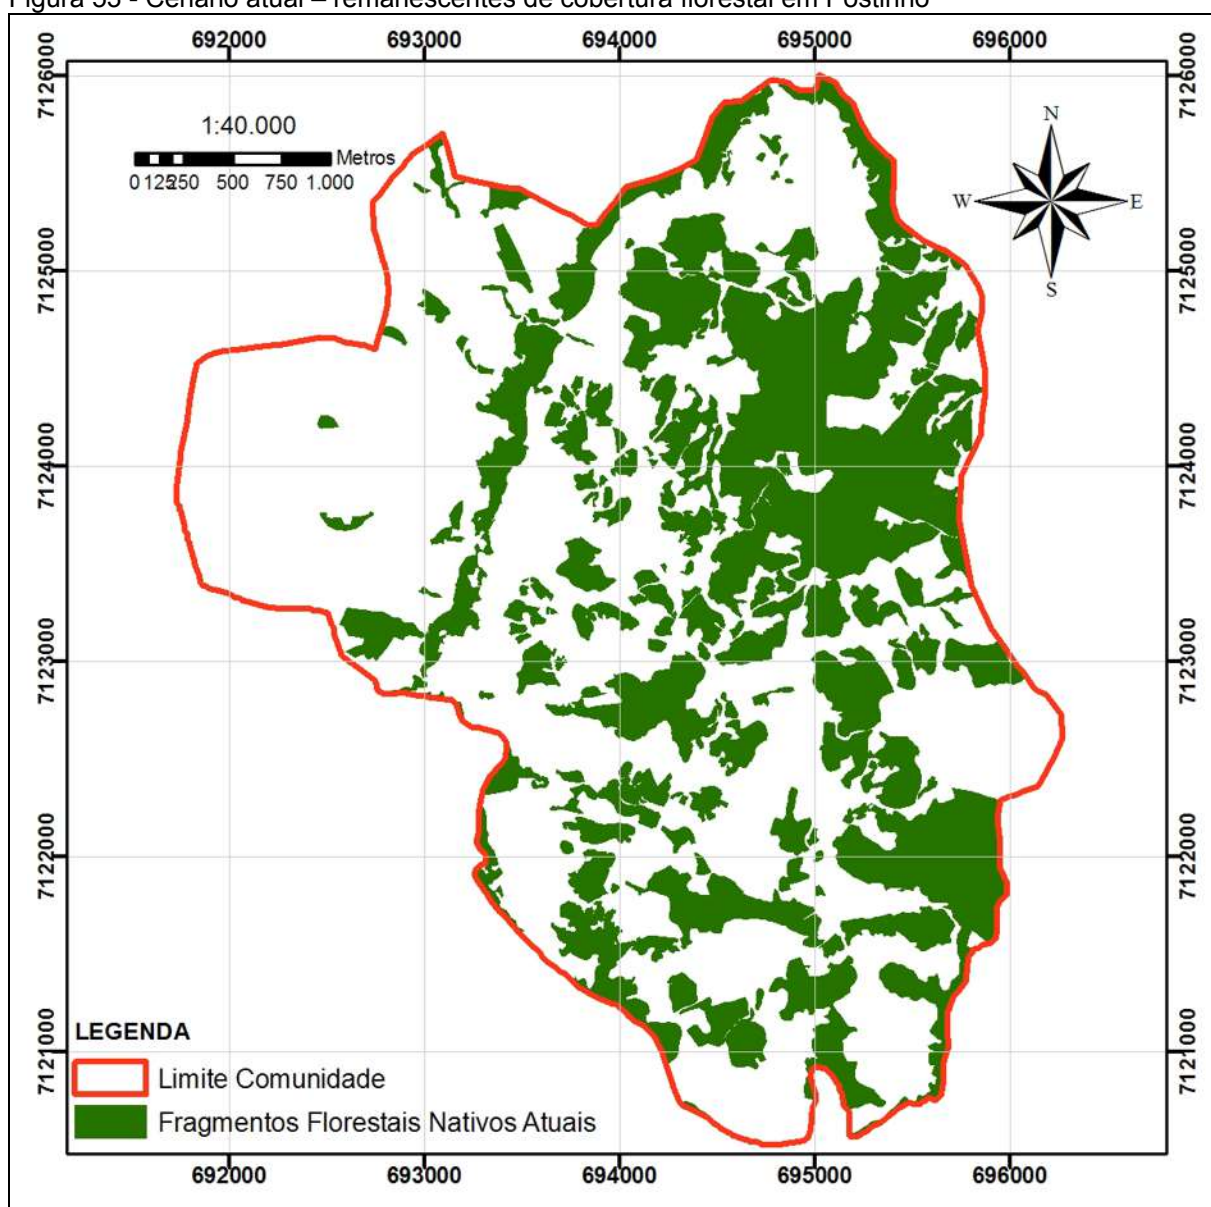 Figura 53 - Cenário atual – remanescentes de cobertura florestal em Postinho
692000 693000 694000 695000 696000
7126000 7126000
1:40.000
Metros
0 125 250 500 750 1.000
N
W E
S
7125000 7125000
7124000 7124000
7123000 7123000
7122000 7122000
7121000 7121000
LEGENDA
Limite Comunidade
Fragmentos Florestais Nativos Atuais
692000 693000 694000 695000 696000